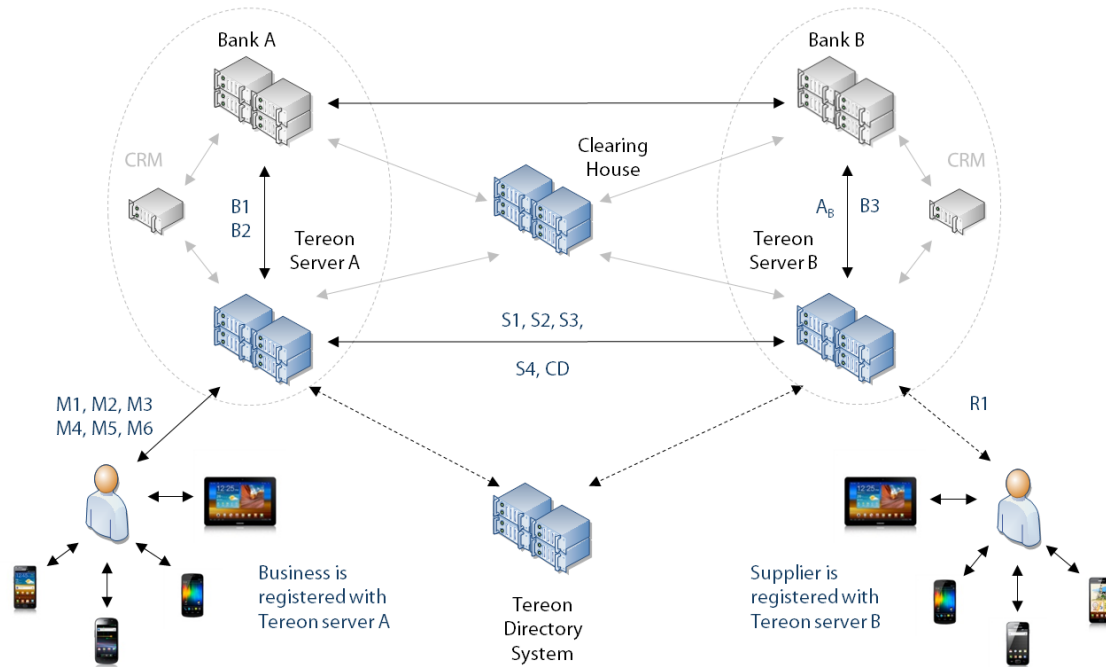 Bank A
Bank B
Clearing
House
CRM
CRM
B1
B2
A_B
B3
Tereon
Server A
Tereon
Server B
S1, S2, S3,
S4, CD
M1, M2, M3
M4, M5, M6
R1
Business is
registered with
Tereon server A
Tereon
Directory
System
Supplier is
registered with
Tereon server B